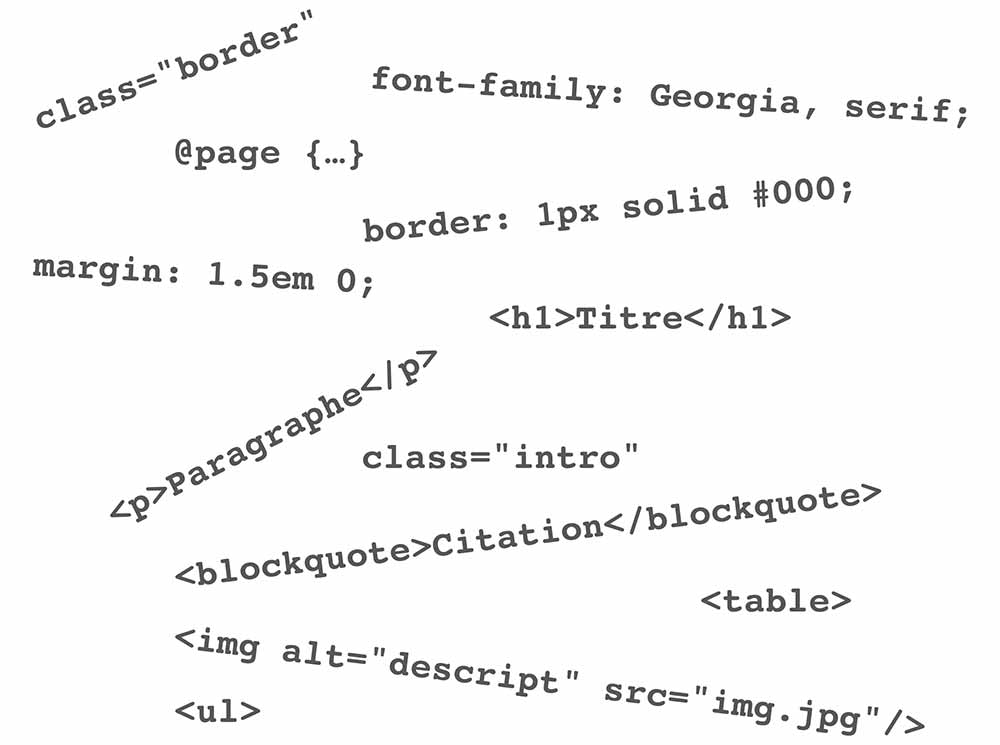 class="border"
font-family: Georgia, serif;
@page {…}
border: 1px solid #000;
margin: 1.5em 0;
<h1>Titre</h1>
<p>Paragraphe</p>
class="intro"
<blockquote>Citation</blockquote>
<table>
<img alt="descript" src="img.jpg"/>
<ul>